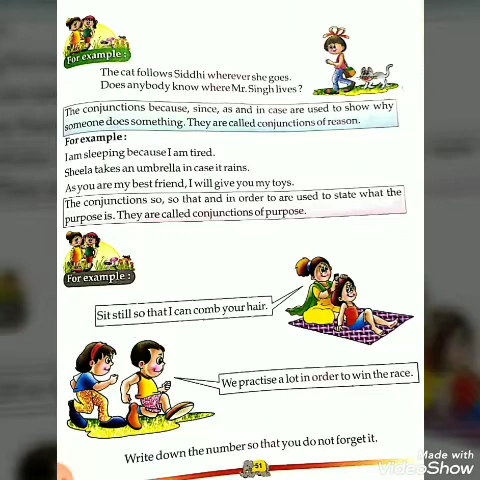 For example :
The cat follows Siddhi wherever she goes.
Does anybody know where Mr. Singh lives ?
The conjunctions because, since, as and in case are used to show why
someone does something. They are called conjunctions of reason.
For example :
I am sleeping because I am tired.
Sheela takes an umbrella in case it rains.
As you are my best friend, I will give you my toys.
The conjunctions so, so that and in order to are used to state what the
purpose is. They are called conjunctions of purpose.
For example :
Sit still so that I can comb your hair.
We practise a lot in order to win the race.
Write down the number so that you do not forget it.
51
Made with
VideoShow